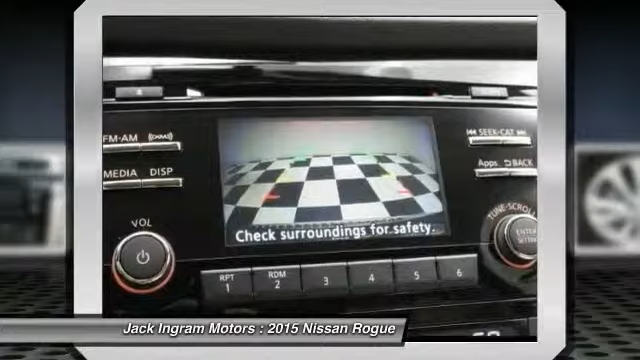 FM·AM (XM)
SEEK·CAT
Apps BACK
MEDIA DISP
TUNE·SCROLL
VOL
ENTER
Check surroundings for safety.
RPT RDM
1 2 3 4 5 6
Jack Ingram Motors : 2015 Nissan Rogue